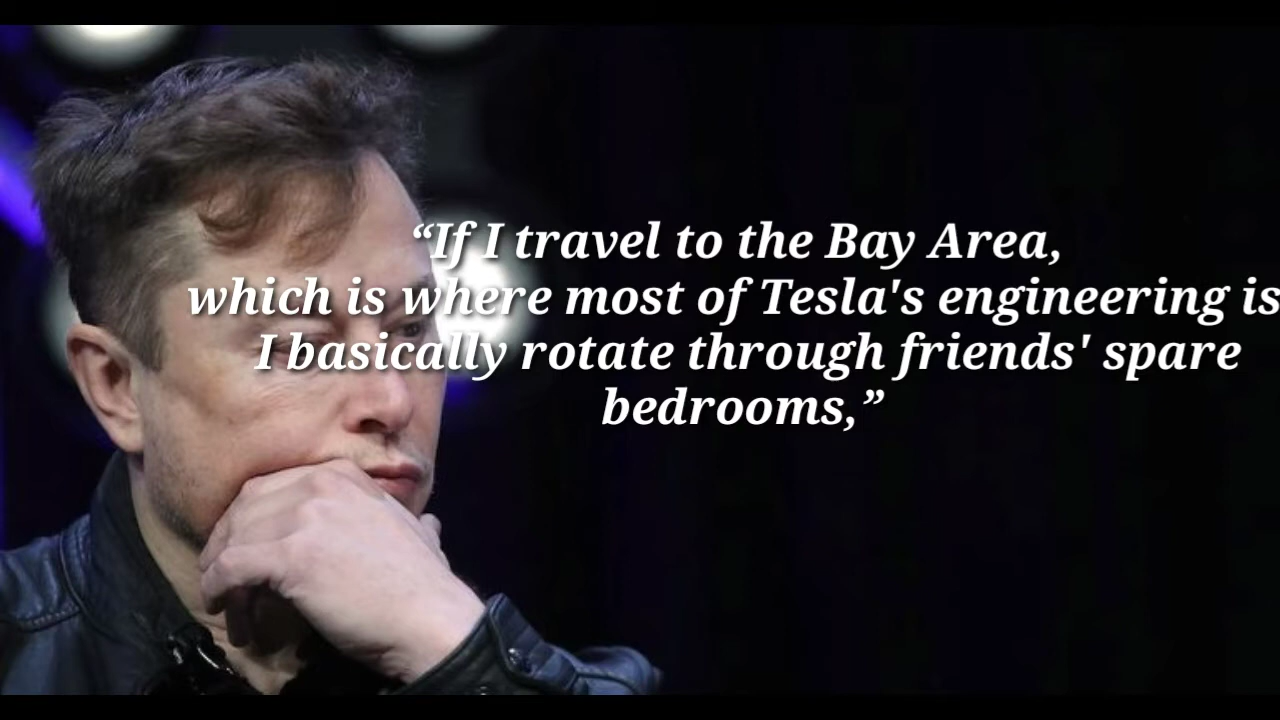 “If I travel to the Bay Area,
which is where most of Tesla's engineering is
I basically rotate through friends' spare
bedrooms,”